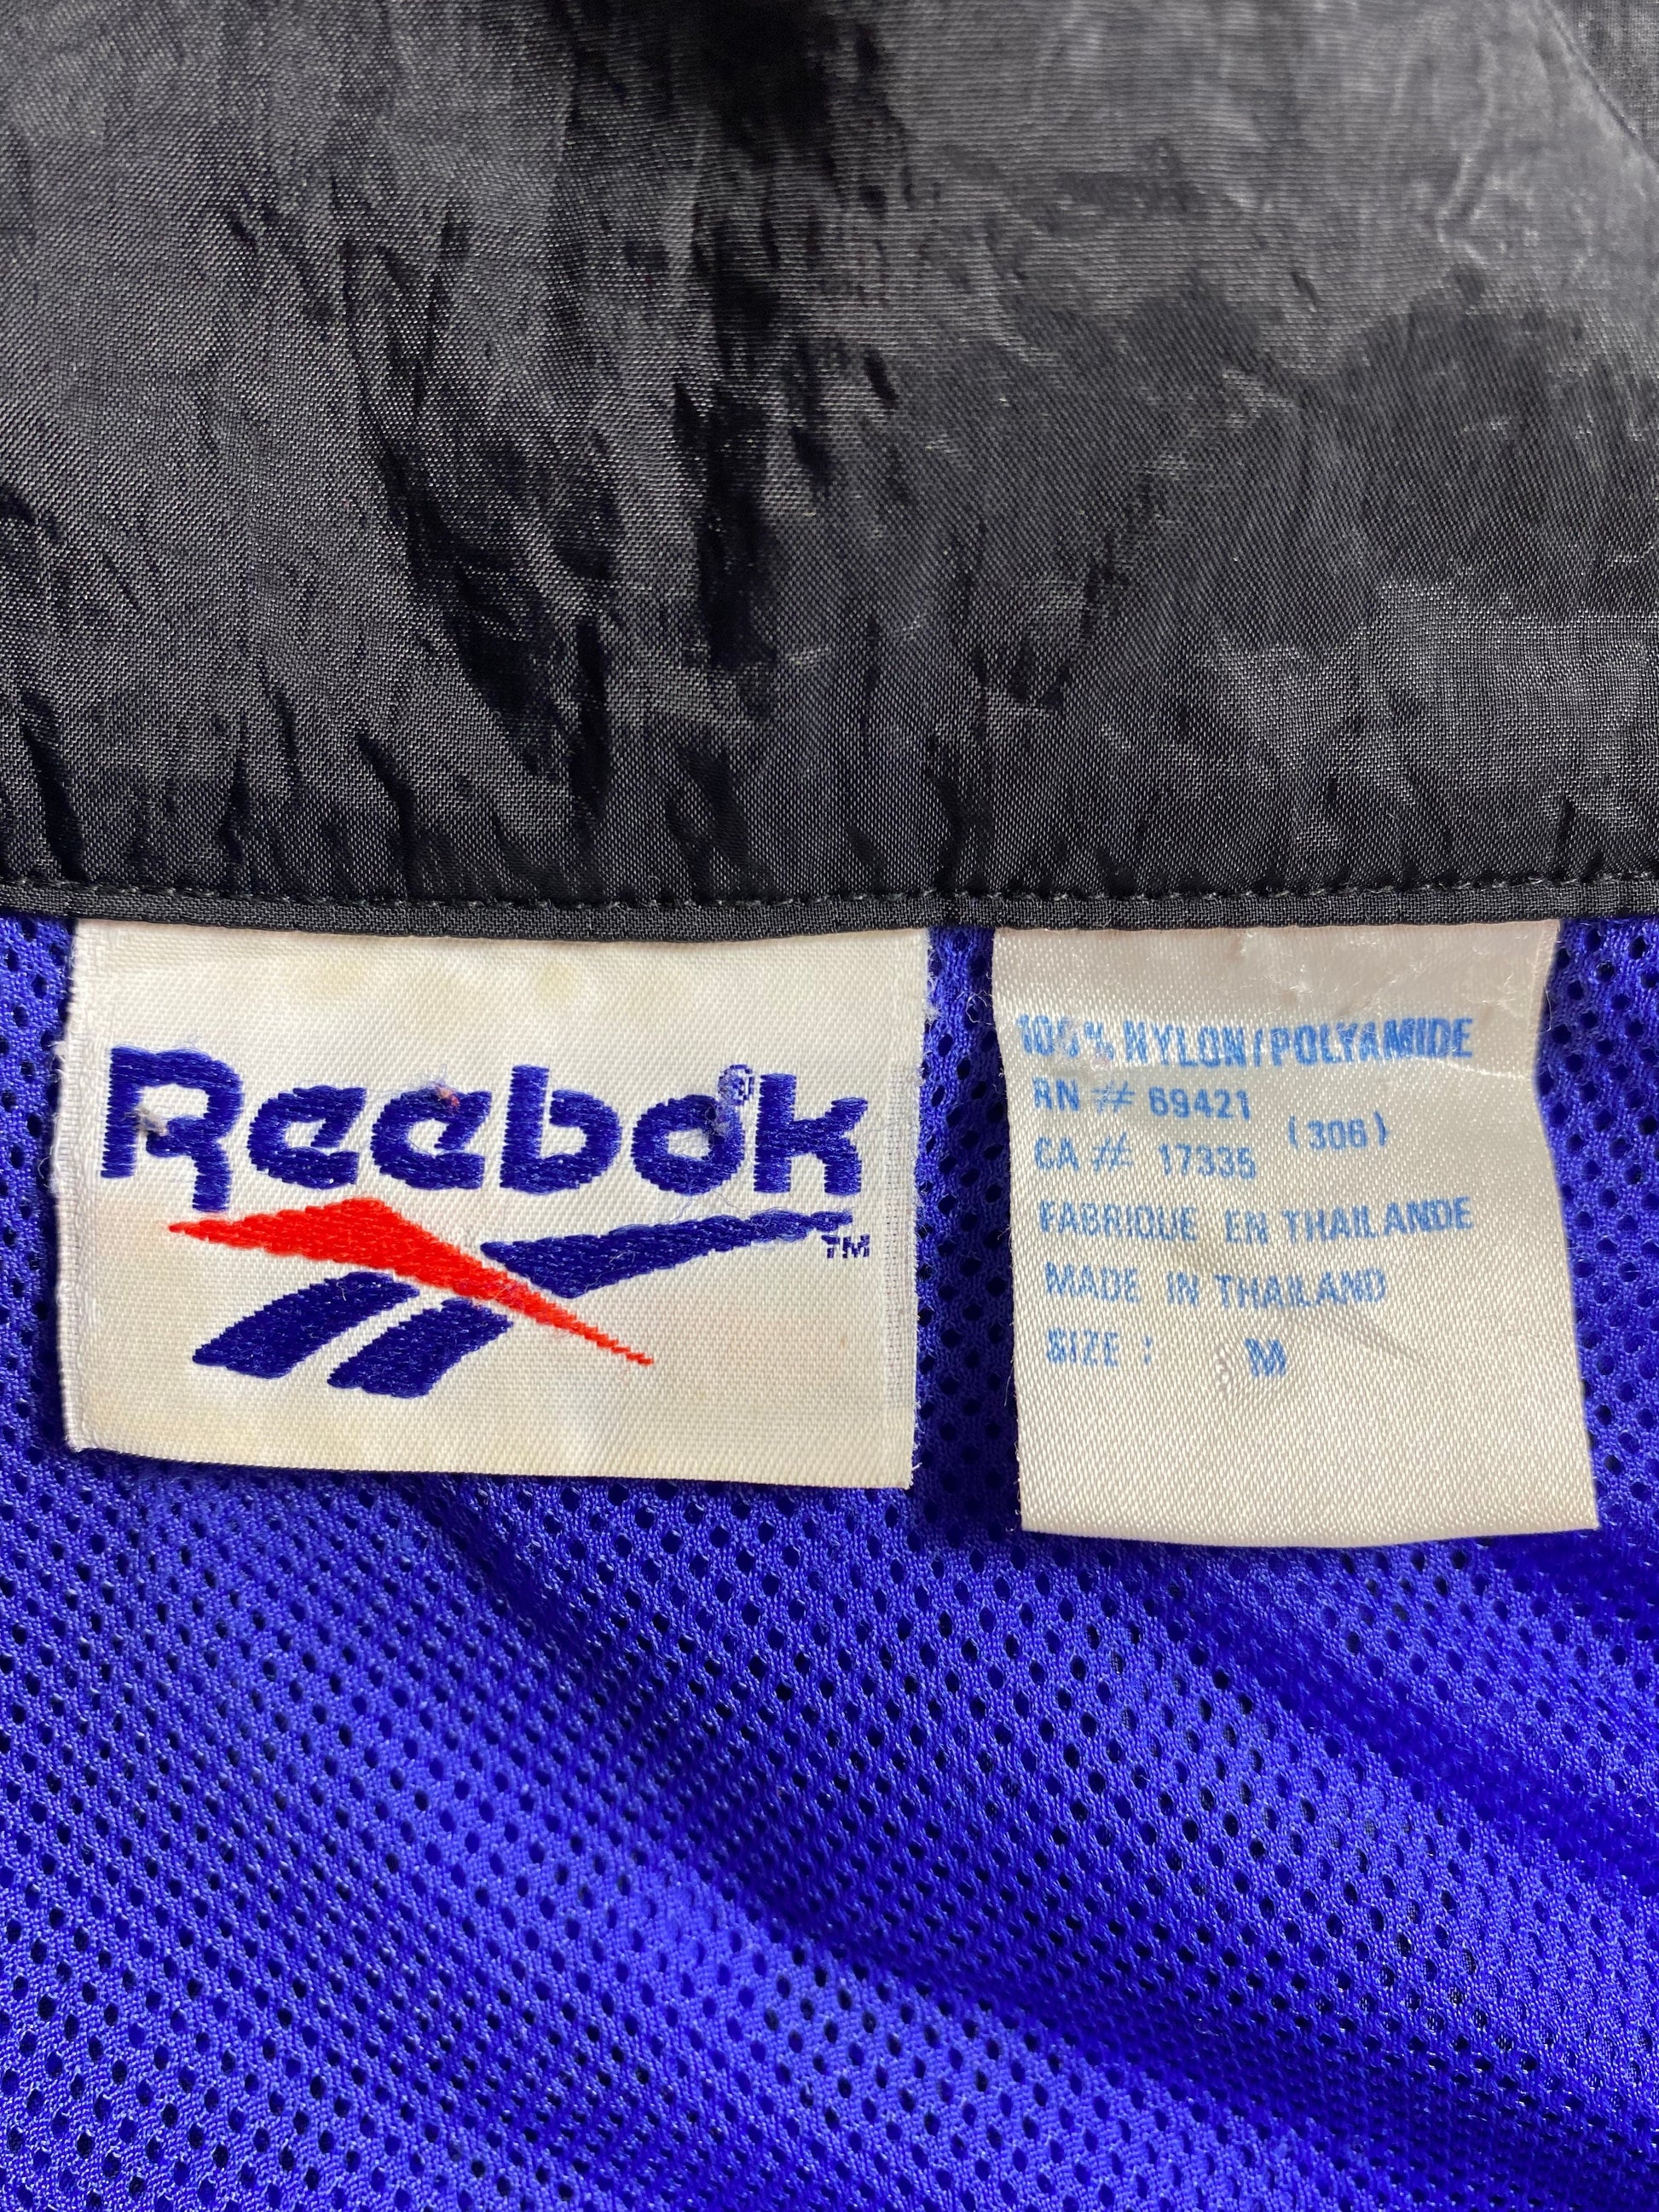 Reebok®
TM
100% NYLON/POLYAMIDE
RN # 69421
(306)
CA # 17335
FABRIQUE EN THAILANDE
MADE IN THAILAND
SIZE : M